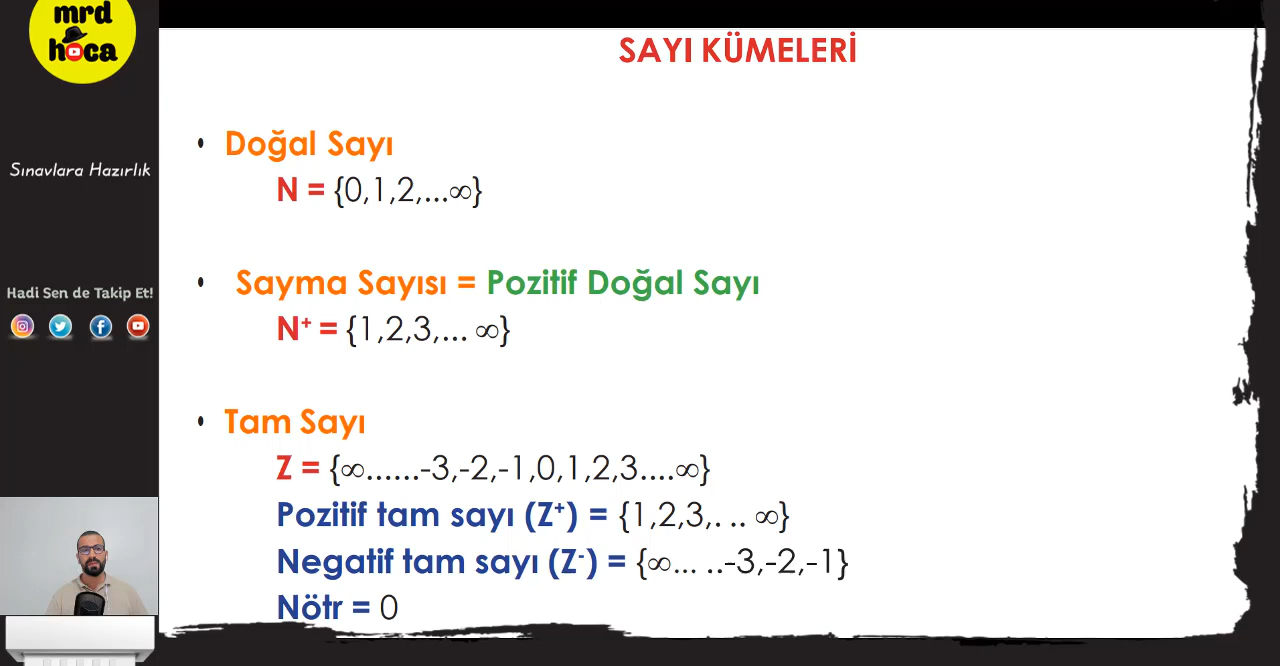 mrd
hoca
Sınavlara Hazırlık
Hadi Sen de Takip Et!
SAYI KÜMELERİ
• Doğal Sayı
N = {0,1,2,...∞}
• Sayma Sayısı = Pozitif Doğal Sayı
N⁺ = {1,2,3,... ∞}
• Tam Sayı
Z = {∞......-3,-2,-1,0,1,2,3....∞}
Pozitif tam sayı (Z⁺) = {1,2,3,. .. ∞}
Negatif tam sayı (Z⁻) = {∞... ..-3,-2,-1}
Nötr = 0